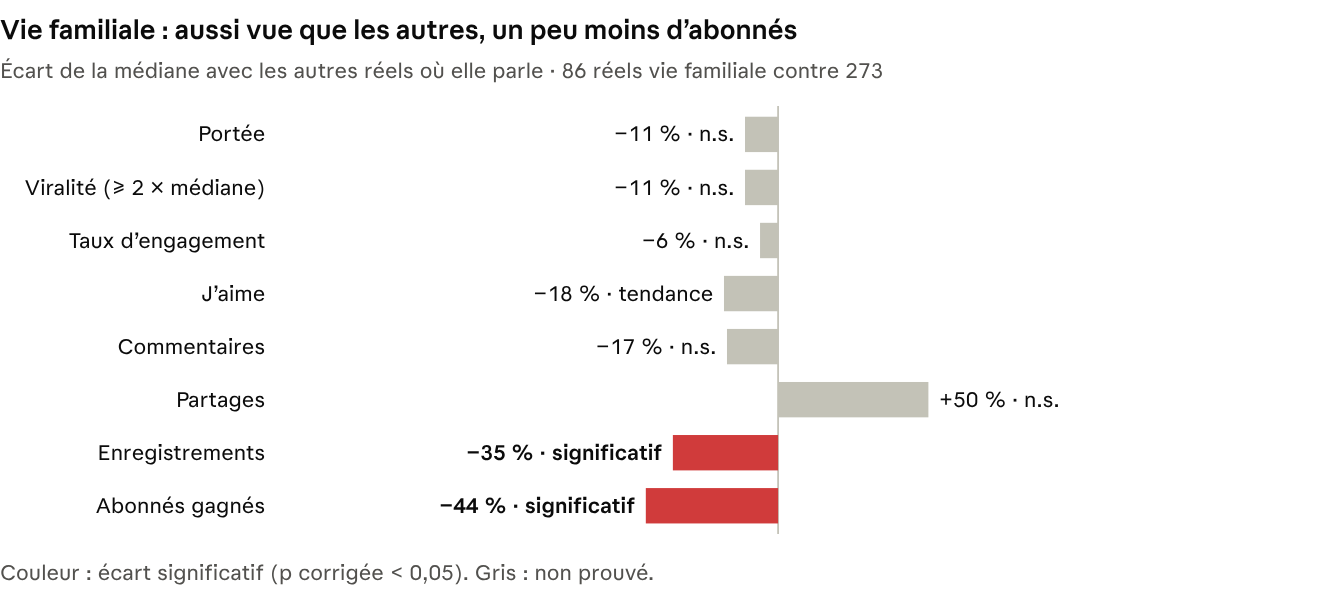 Vie familiale : aussi vue que les autres, un peu moins d’abonnés
Écart de la médiane avec les autres réels où elle parle · 86 réels vie familiale contre 273
Portée −11 % · n.s.
Viralité (≥ 2 × médiane) −11 % · n.s.
Taux d’engagement −6 % · n.s.
J’aime −18 % · tendance
Commentaires −17 % · n.s.
Partages +50 % · n.s.
Enregistrements −35 % · significatif
Abonnés gagnés −44 % · significatif
Couleur : écart significatif (p corrigée < 0,05). Gris : non prouvé.